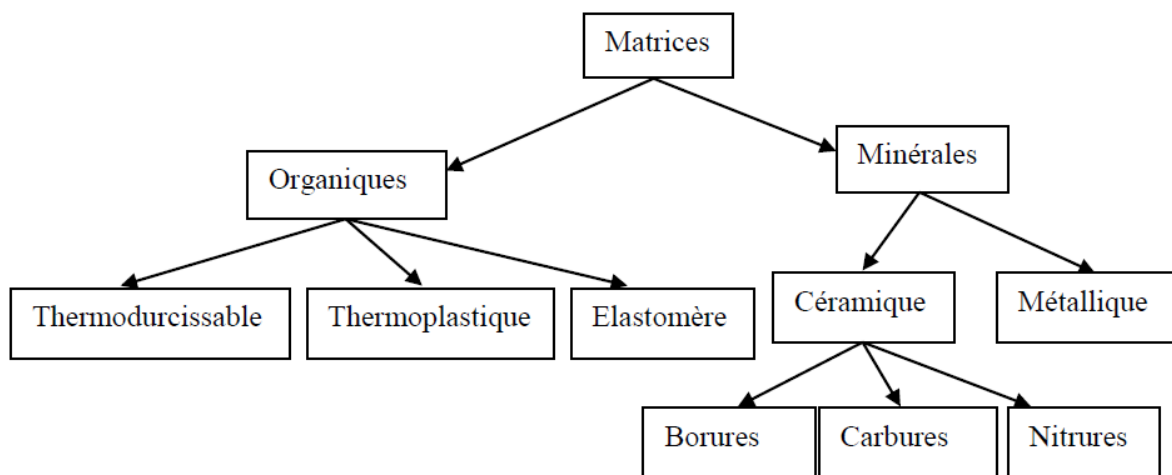 Matrices
Organiques
Minérales
Thermodurcissable
Thermoplastique
Elastomère
Céramique
Métallique
Borures
Carbures
Nitrures